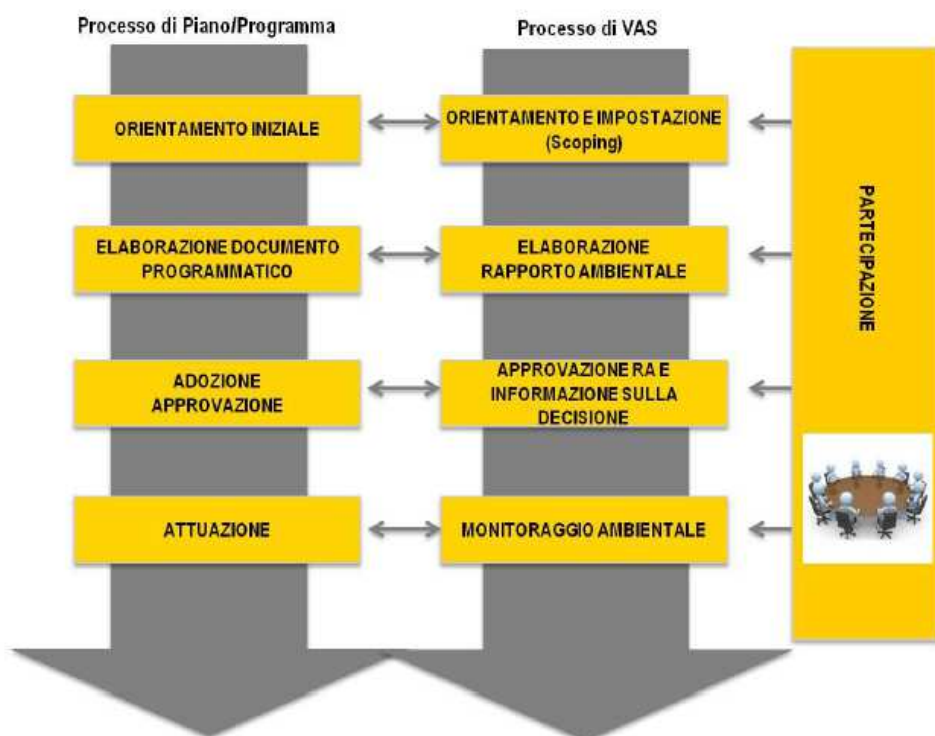 Processo di Piano/Programma
Processo di VAS
ORIENTAMENTO INIZIALE
ORIENTAMENTO E IMPOSTAZIONE
(Scoping)
ELABORAZIONE DOCUMENTO
PROGRAMMATICO
ELABORAZIONE
RAPPORTO AMBIENTALE
ADOZIONE
APPROVAZIONE
APPROVAZIONE RA E
INFORMAZIONE SULLA
DECISIONE
ATTUAZIONE
MONITORAGGIO AMBIENTALE
PARTECIPAZIONE